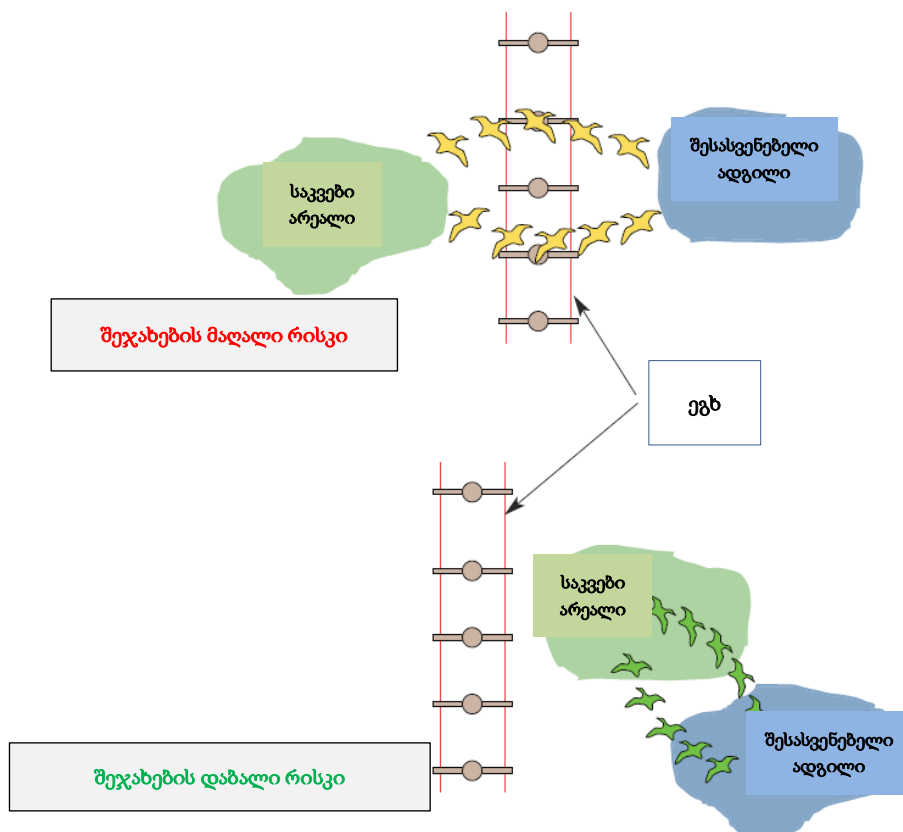 შესასვენებელი
ადგილი
საკვები
არეალი
შეჯახების მაღალი რისკი
ეგხ
საკვები
არეალი
შესასვენებელი
ადგილი
შეჯახების დაბალი რისკი